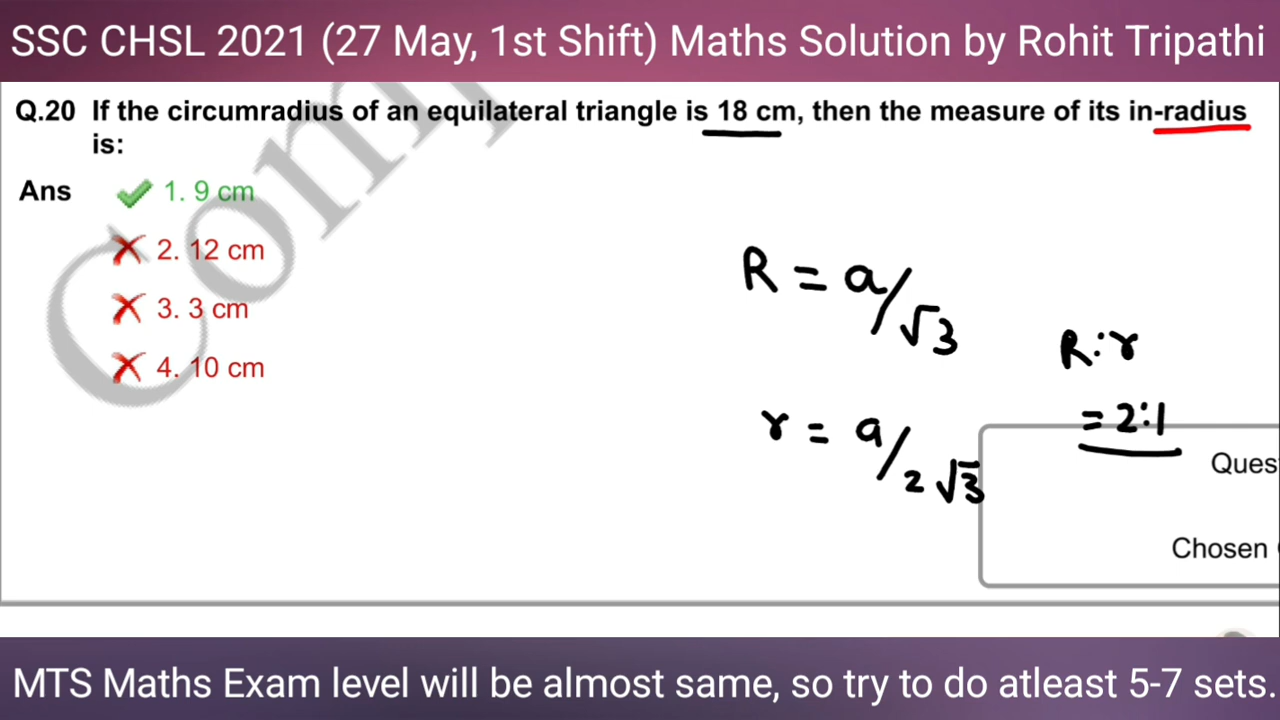 SSC CHSL 2021 (27 May, 1st Shift) Maths Solution by Rohit Tripathi
Q.20 If the circumradius of an equilateral triangle is 18 cm, then the measure of its in-radius
is:
Ans 1. 9 cm
2. 12 cm
3. 3 cm
4. 10 cm
R = a/√3
R:r
= 2:1
r = a/2√3
Ques
Chosen
Comp
MTS Maths Exam level will be almost same, so try to do atleast 5-7 sets.